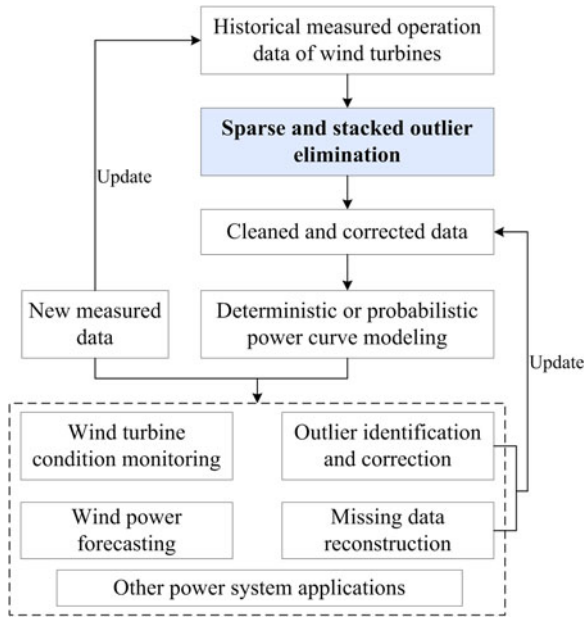 Historical measured operation
data of wind turbines
Sparse and stacked outlier
elimination
Update
Cleaned and corrected data
New measured
data
Deterministic or probabilistic
power curve modeling
Update
Wind turbine
condition monitoring
Outlier identification
and correction
Wind power
forecasting
Missing data
reconstruction
Other power system applications